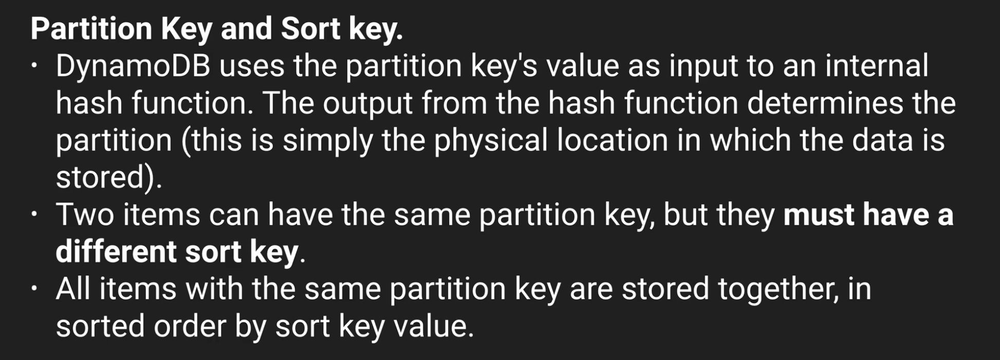 Partition Key and Sort key.
• DynamoDB uses the partition key's value as input to an internal
hash function. The output from the hash function determines the
partition (this is simply the physical location in which the data is
stored).
• Two items can have the same partition key, but they must have a
different sort key.
• All items with the same partition key are stored together, in
sorted order by sort key value.